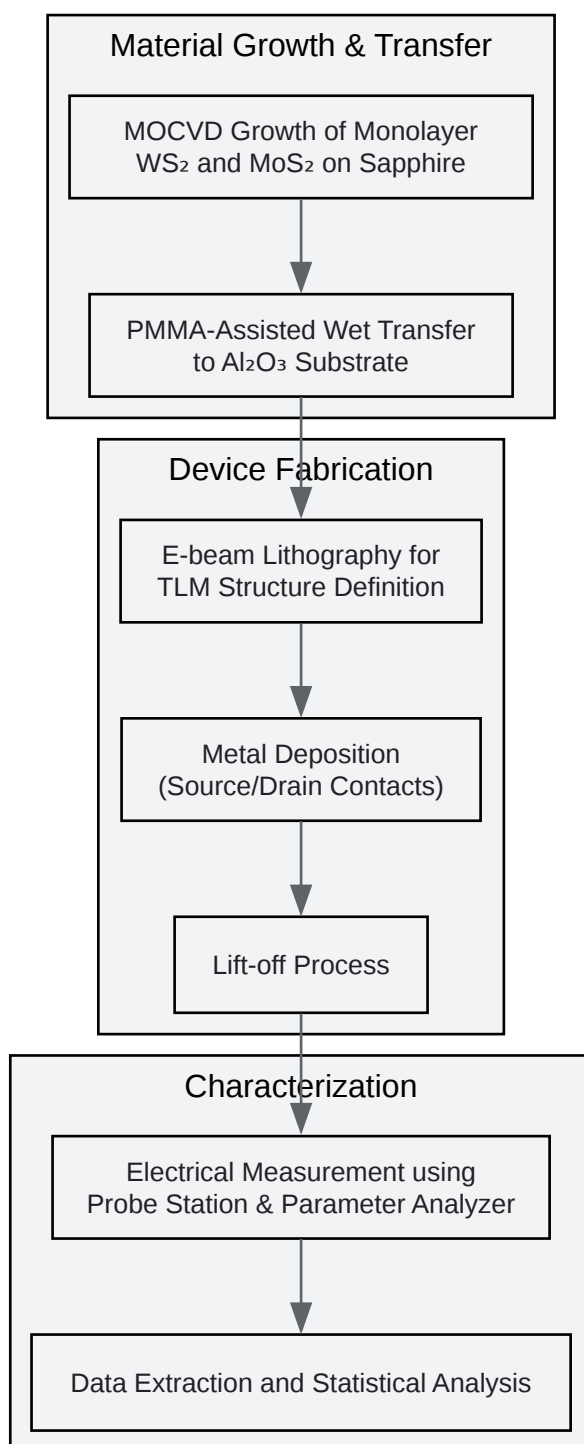 Material Growth & Transfer
MOCVD Growth of Monolayer
WS₂ and MoS₂ on Sapphire
PMMA-Assisted Wet Transfer
to Al₂O₃ Substrate
Device Fabrication
E-beam Lithography for
TLM Structure Definition
Metal Deposition
(Source/Drain Contacts)
Lift-off Process
Characterization
Electrical Measurement using
Probe Station & Parameter Analyzer
Data Extraction and Statistical Analysis